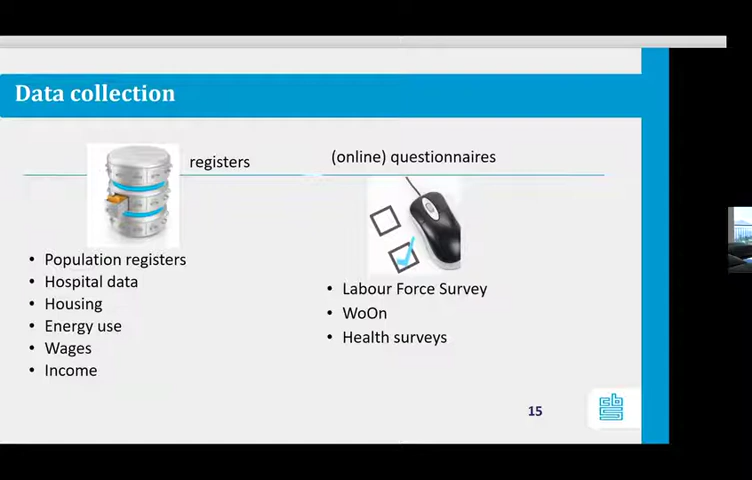 Data collection
registers
(online) questionnaires
• Population registers
• Hospital data
• Housing
• Energy use
• Wages
• Income
• Labour Force Survey
• WoOn
• Health surveys
15
cbs